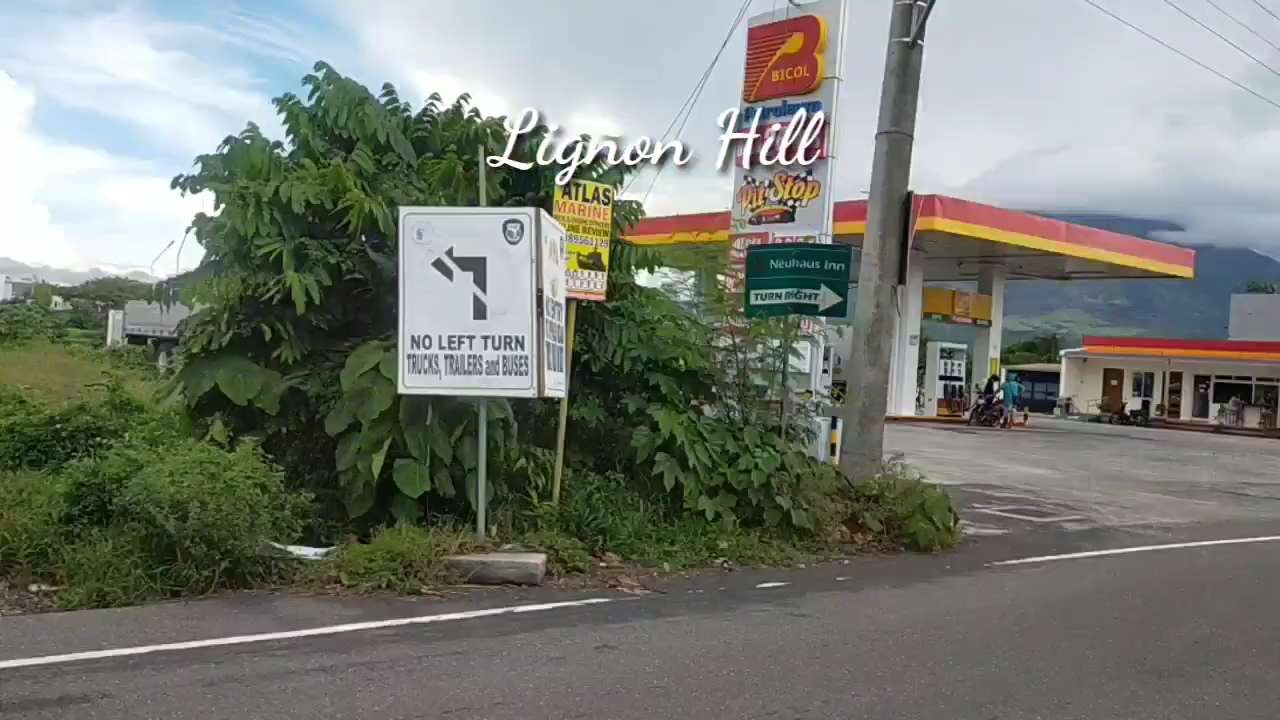 Lignon Hill
BICOL
Pit Stop
ATLAS
MARINE
NO LEFT TURN
TRUCKS, TRAILERS and BUSES
Neuhaus Inn
TURN RIGHT